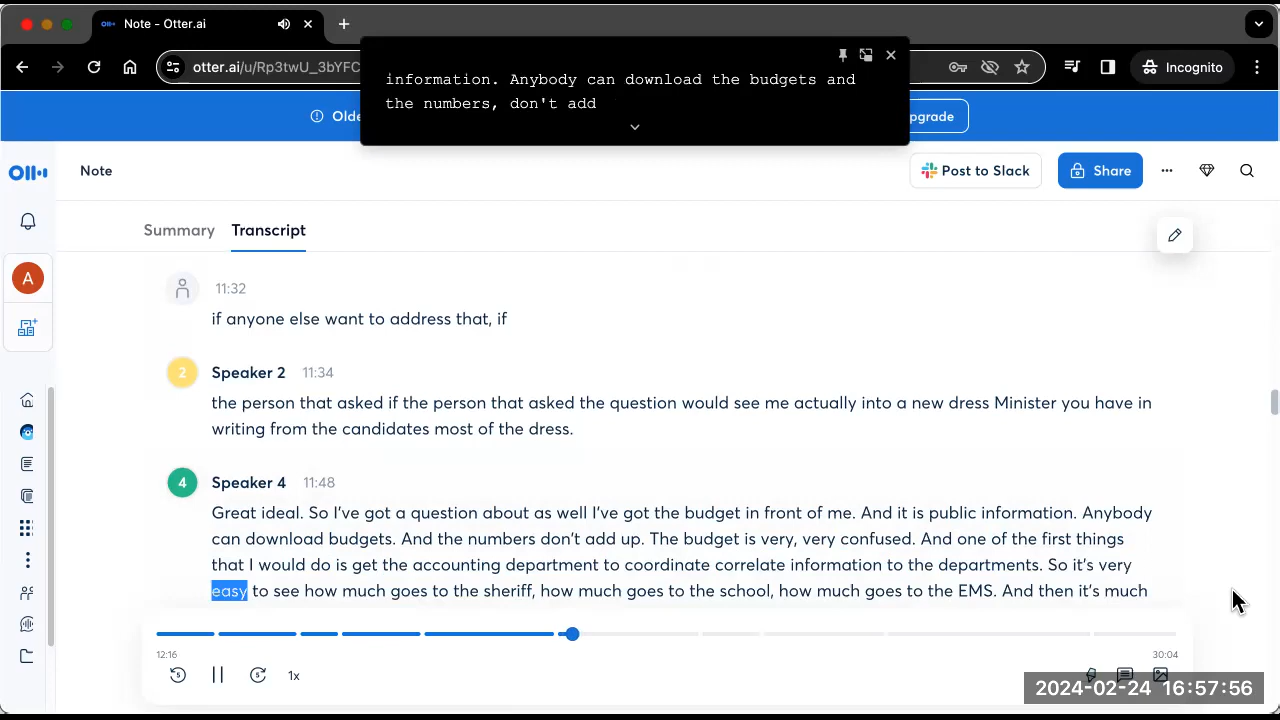 Note - Otter.ai
otter.ai/u/Rp3twU_3bYFC
Incognito
information. Anybody can download the budgets and
the numbers, don't add
Olde
pgrade
Note
Post to Slack
Share
A
Summary
Transcript
11:32
if anyone else want to address that, if
2
Speaker 2 11:34
the person that asked if the person that asked the question would see me actually into a new dress Minister you have in
writing from the candidates most of the dress.
4
Speaker 4 11:48
Great ideal. So I've got a question about as well I've got the budget in front of me. And it is public information. Anybody
can download budgets. And the numbers don't add up. The budget is very, very confused. And one of the first things
that I would do is get the accounting department to coordinate correlate information to the departments. So it's very
easy to see how much goes to the sheriff, how much goes to the school, how much goes to the EMS. And then it's much
12:16
30:04
5
5
1x
2024-02-24 16:57:56